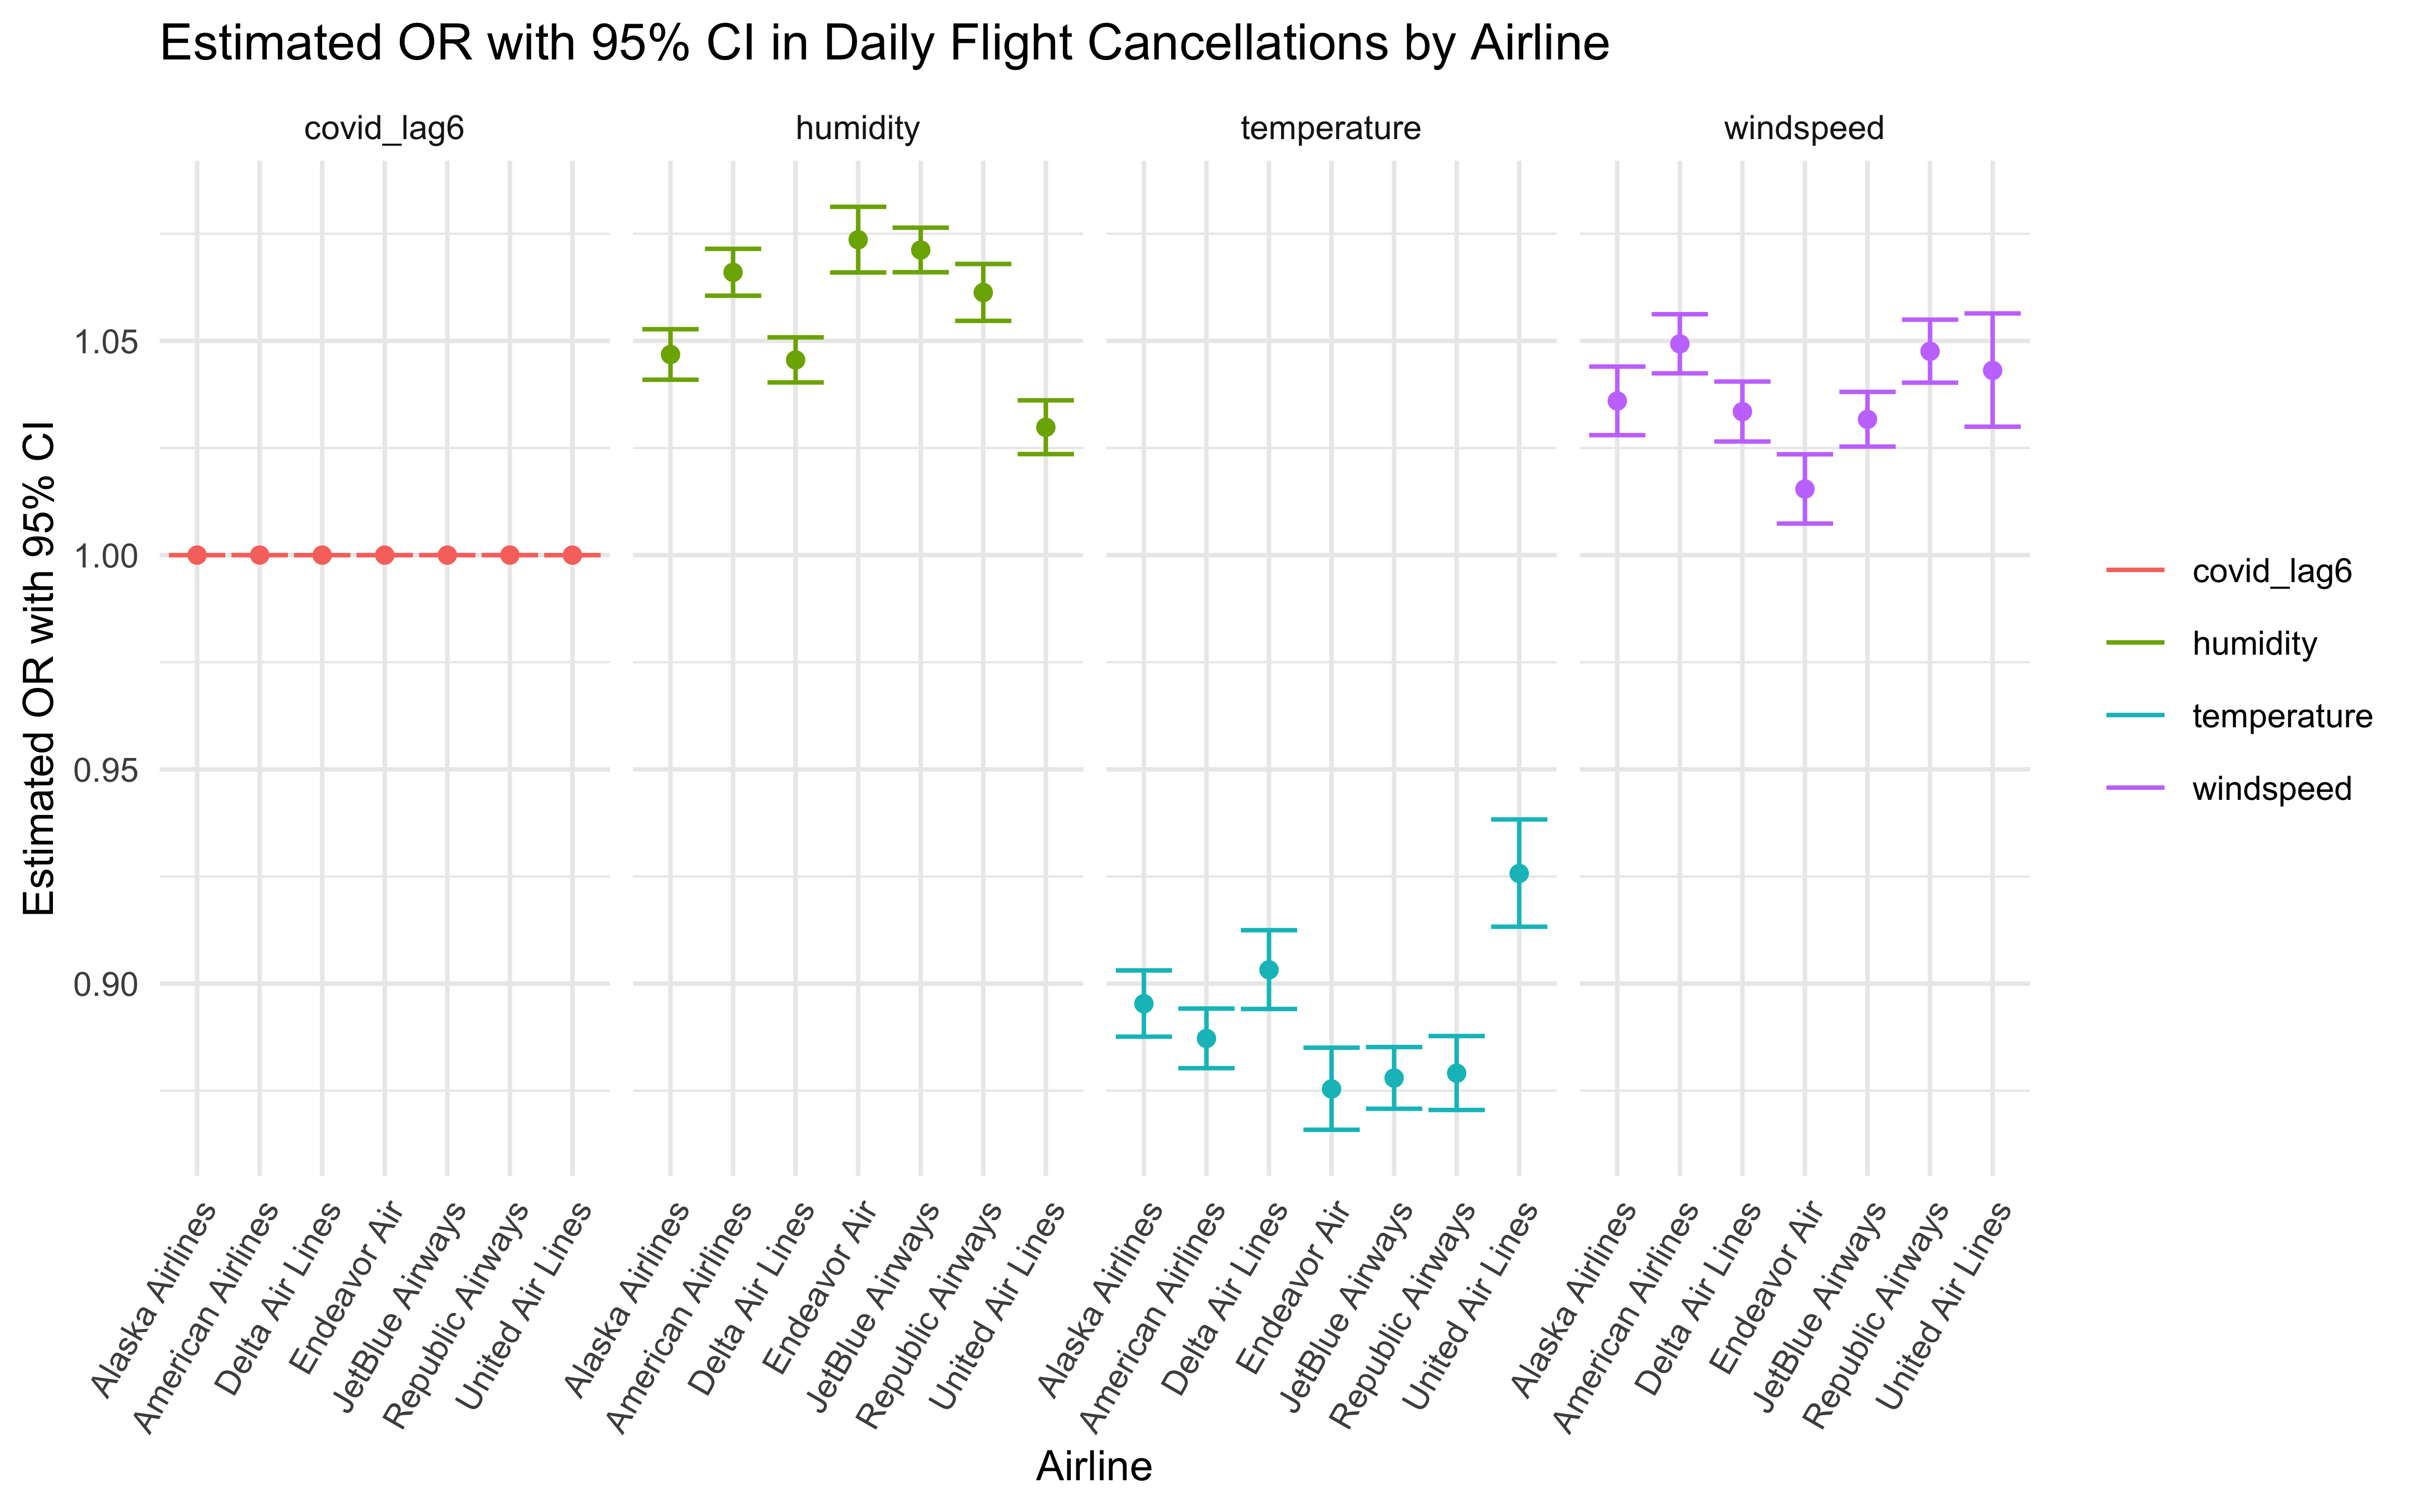 Estimated OR with 95% CI in Daily Flight Cancellations by Airline
covid_lag6
humidity
temperature
windspeed
Estimated OR with 95% CI
1.05
1.00
0.95
0.90
Alaska Airlines
American Airlines
Delta Air Lines
Endeavor Air
JetBlue Airways
Republic Airways
United Air Lines
Alaska Airlines
American Airlines
Delta Air Lines
Endeavor Air
JetBlue Airways
Republic Airways
United Air Lines
Alaska Airlines
American Airlines
Delta Air Lines
Endeavor Air
JetBlue Airways
Republic Airways
United Air Lines
Alaska Airlines
American Airlines
Delta Air Lines
Endeavor Air
JetBlue Airways
Republic Airways
United Air Lines
Airline
covid_lag6
humidity
temperature
windspeed